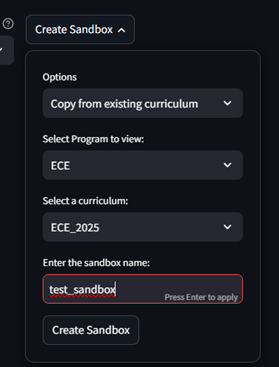 Create Sandbox
Options
Copy from existing curriculum
Select Program to view:
ECE
Select a curriculum:
ECE_2025
Enter the sandbox name:
test_sandbox
Press Enter to apply
Create Sandbox